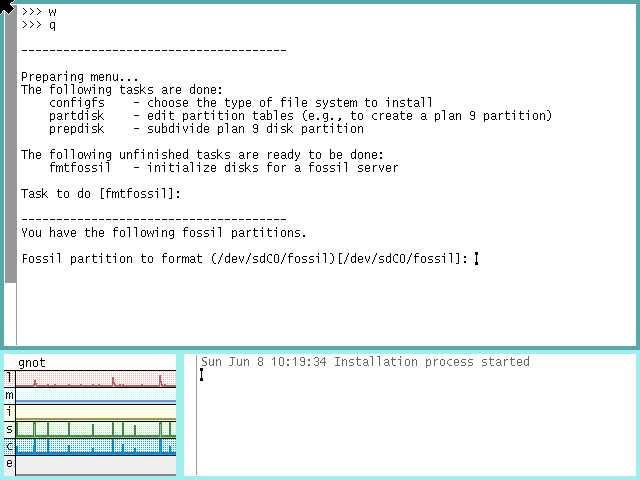 >>> w
>>> q
--------------------------------------
Preparing menu...
The following tasks are done:
configfs - choose the type of file system to install
partdisk - edit partition tables (e.g., to create a plan 9 partition)
prepdisk - subdivide plan 9 disk partition
The following unfinished tasks are ready to be done:
fmtfossil - initialize disks for a fossil server
Task to do [fmtfossil]:
--------------------------------------
You have the following fossil partitions.
Fossil partition to format (/dev/sdC0/fossil)[/dev/sdC0/fossil]:
gnot
l
m
i
s
c
e
Sun Jun 8 10:19:34 Installation process started